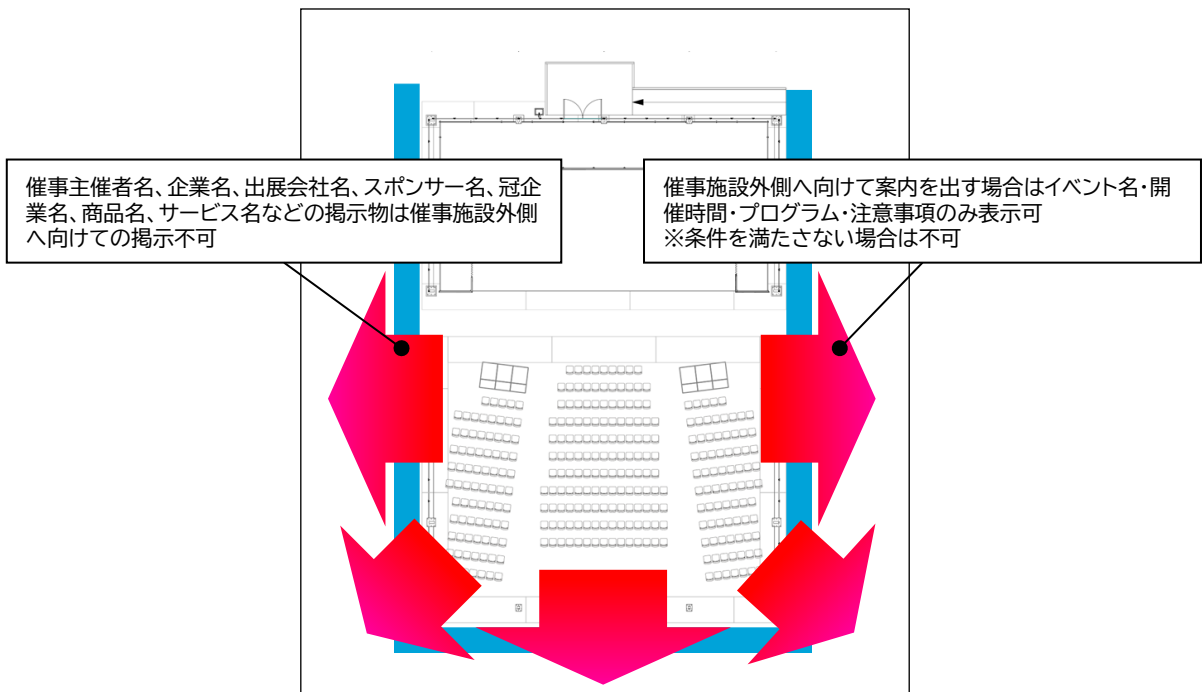 催事主催者名、企業名、出展会社名、スポンサー名、冠企
業名、商品名、サービス名などの掲示物は催事施設外側
へ向けての掲示不可
催事施設外側へ向けて案内を出す場合はイベント名・開
催時間・プログラム・注意事項のみ表示可
※条件を満たさない場合は不可